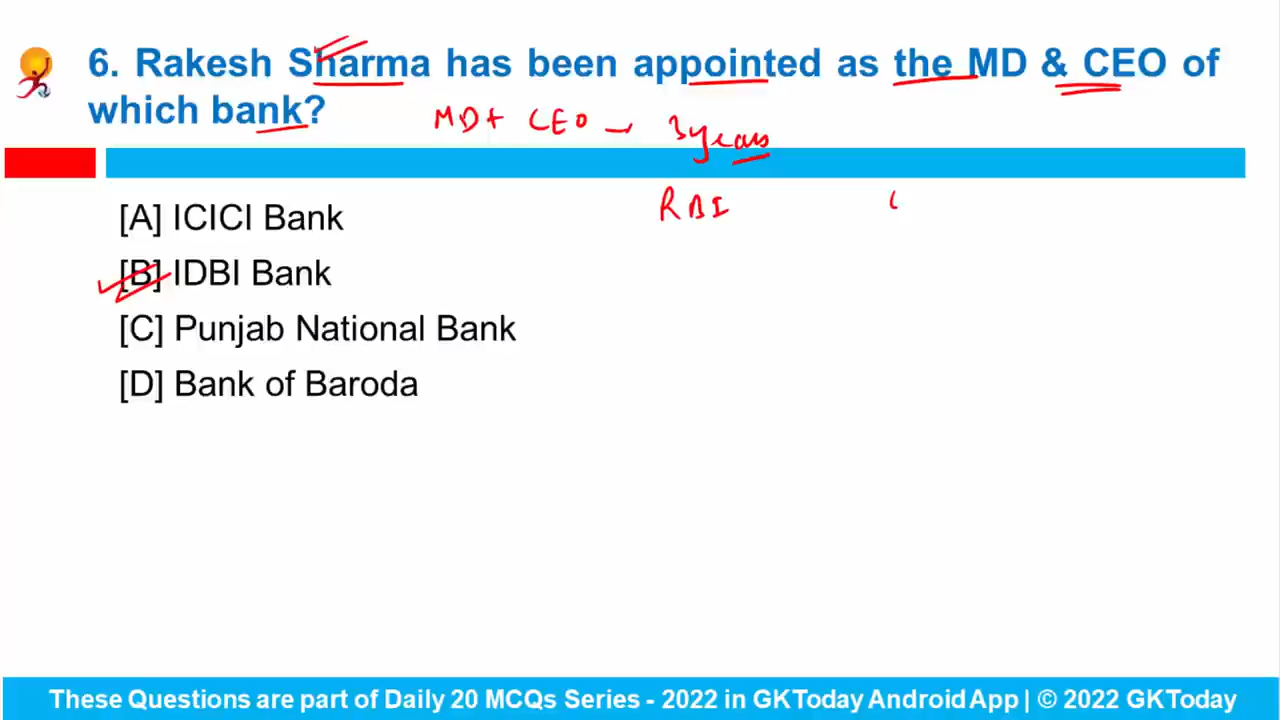 6. Rakesh Sharma has been appointed as the MD & CEO of
which bank?
MD+ CEO → 3 years
RBI
[A] ICICI Bank
[B] IDBI Bank
[C] Punjab National Bank
[D] Bank of Baroda
These Questions are part of Daily 20 MCQs Series - 2022 in GKToday Android App | © 2022 GKToday